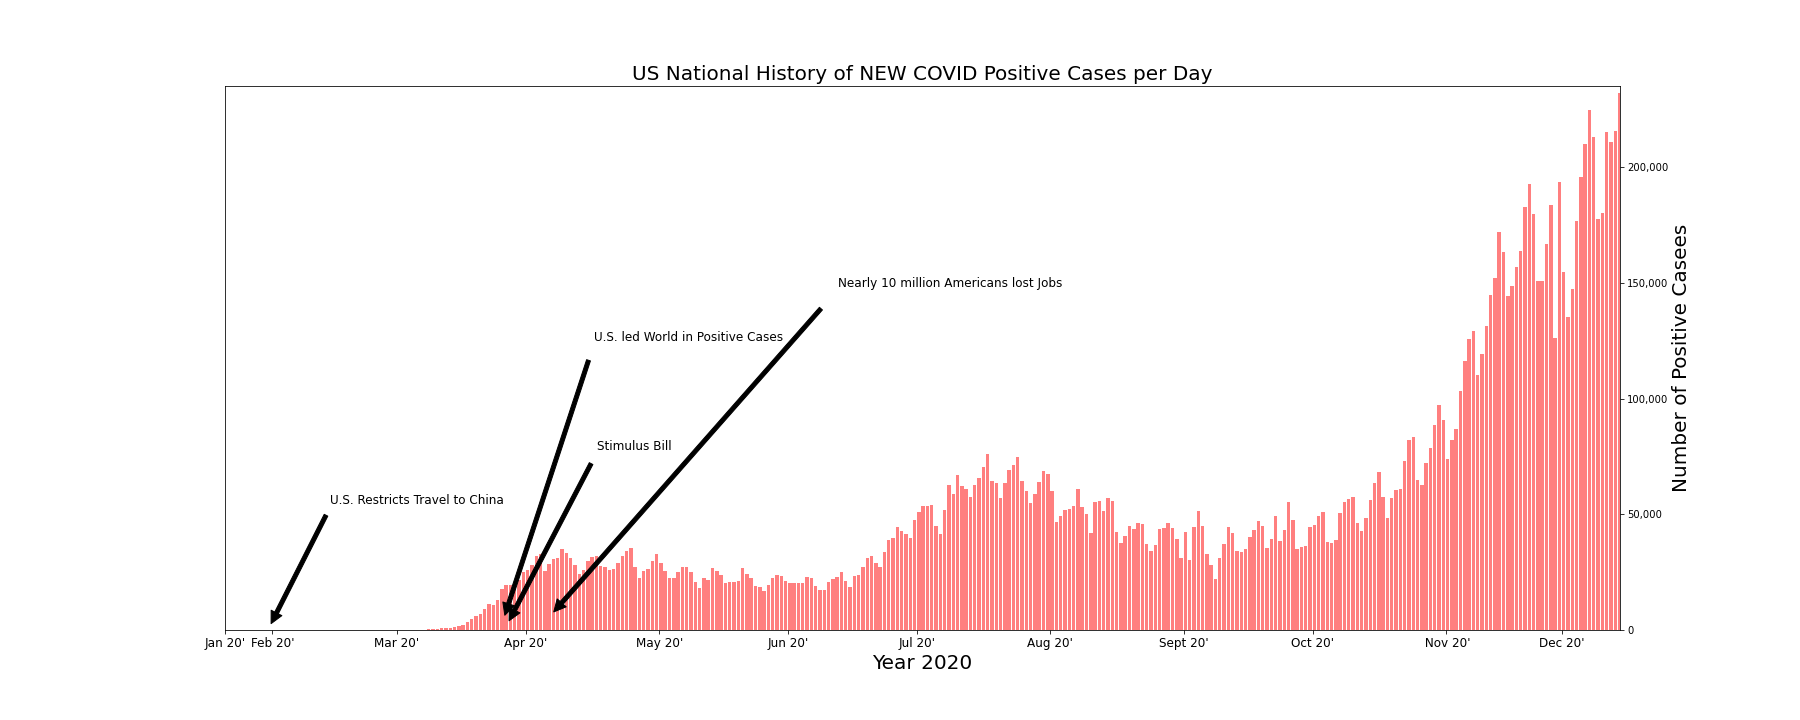 US National History of NEW COVID Positive Cases per Day
200,000
150,000
100,000
50,000
0
Number of Positive Casees
Nearly 10 million Americans lost Jobs
U.S. led World in Positive Cases
Stimulus Bill
U.S. Restricts Travel to China
Jan 20' Feb 20' Mar 20' Apr 20' May 20' Jun 20' Jul 20' Aug 20' Sept 20' Oct 20' Nov 20' Dec 20'
Year 2020